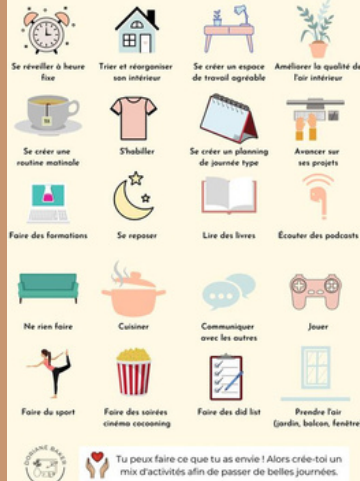 Se réveiller à heure
fixe
Trier et réorganiser
son intérieur
Se créer un espace
de travail agréable
Améliorer la qualité de
l'air intérieur
Se créer une
routine matinale
S'habiller
Se créer un planning
de journée type
Avancer sur
ses projets
Faire des formations
Se reposer
Lire des livres
Écouter des podcasts
Ne rien faire
Cuisiner
Communiquer
avec les autres
Jouer
Faire du sport
Faire des soirées
cinéma cocooning
Faire des did list
Prendre l'air
(jardin, balcon, fenêtre
DORIANE BAKER
Tu peux faire ce que tu as envie ! Alors crée-toi un
mix d'activités afin de passer de belles journées.